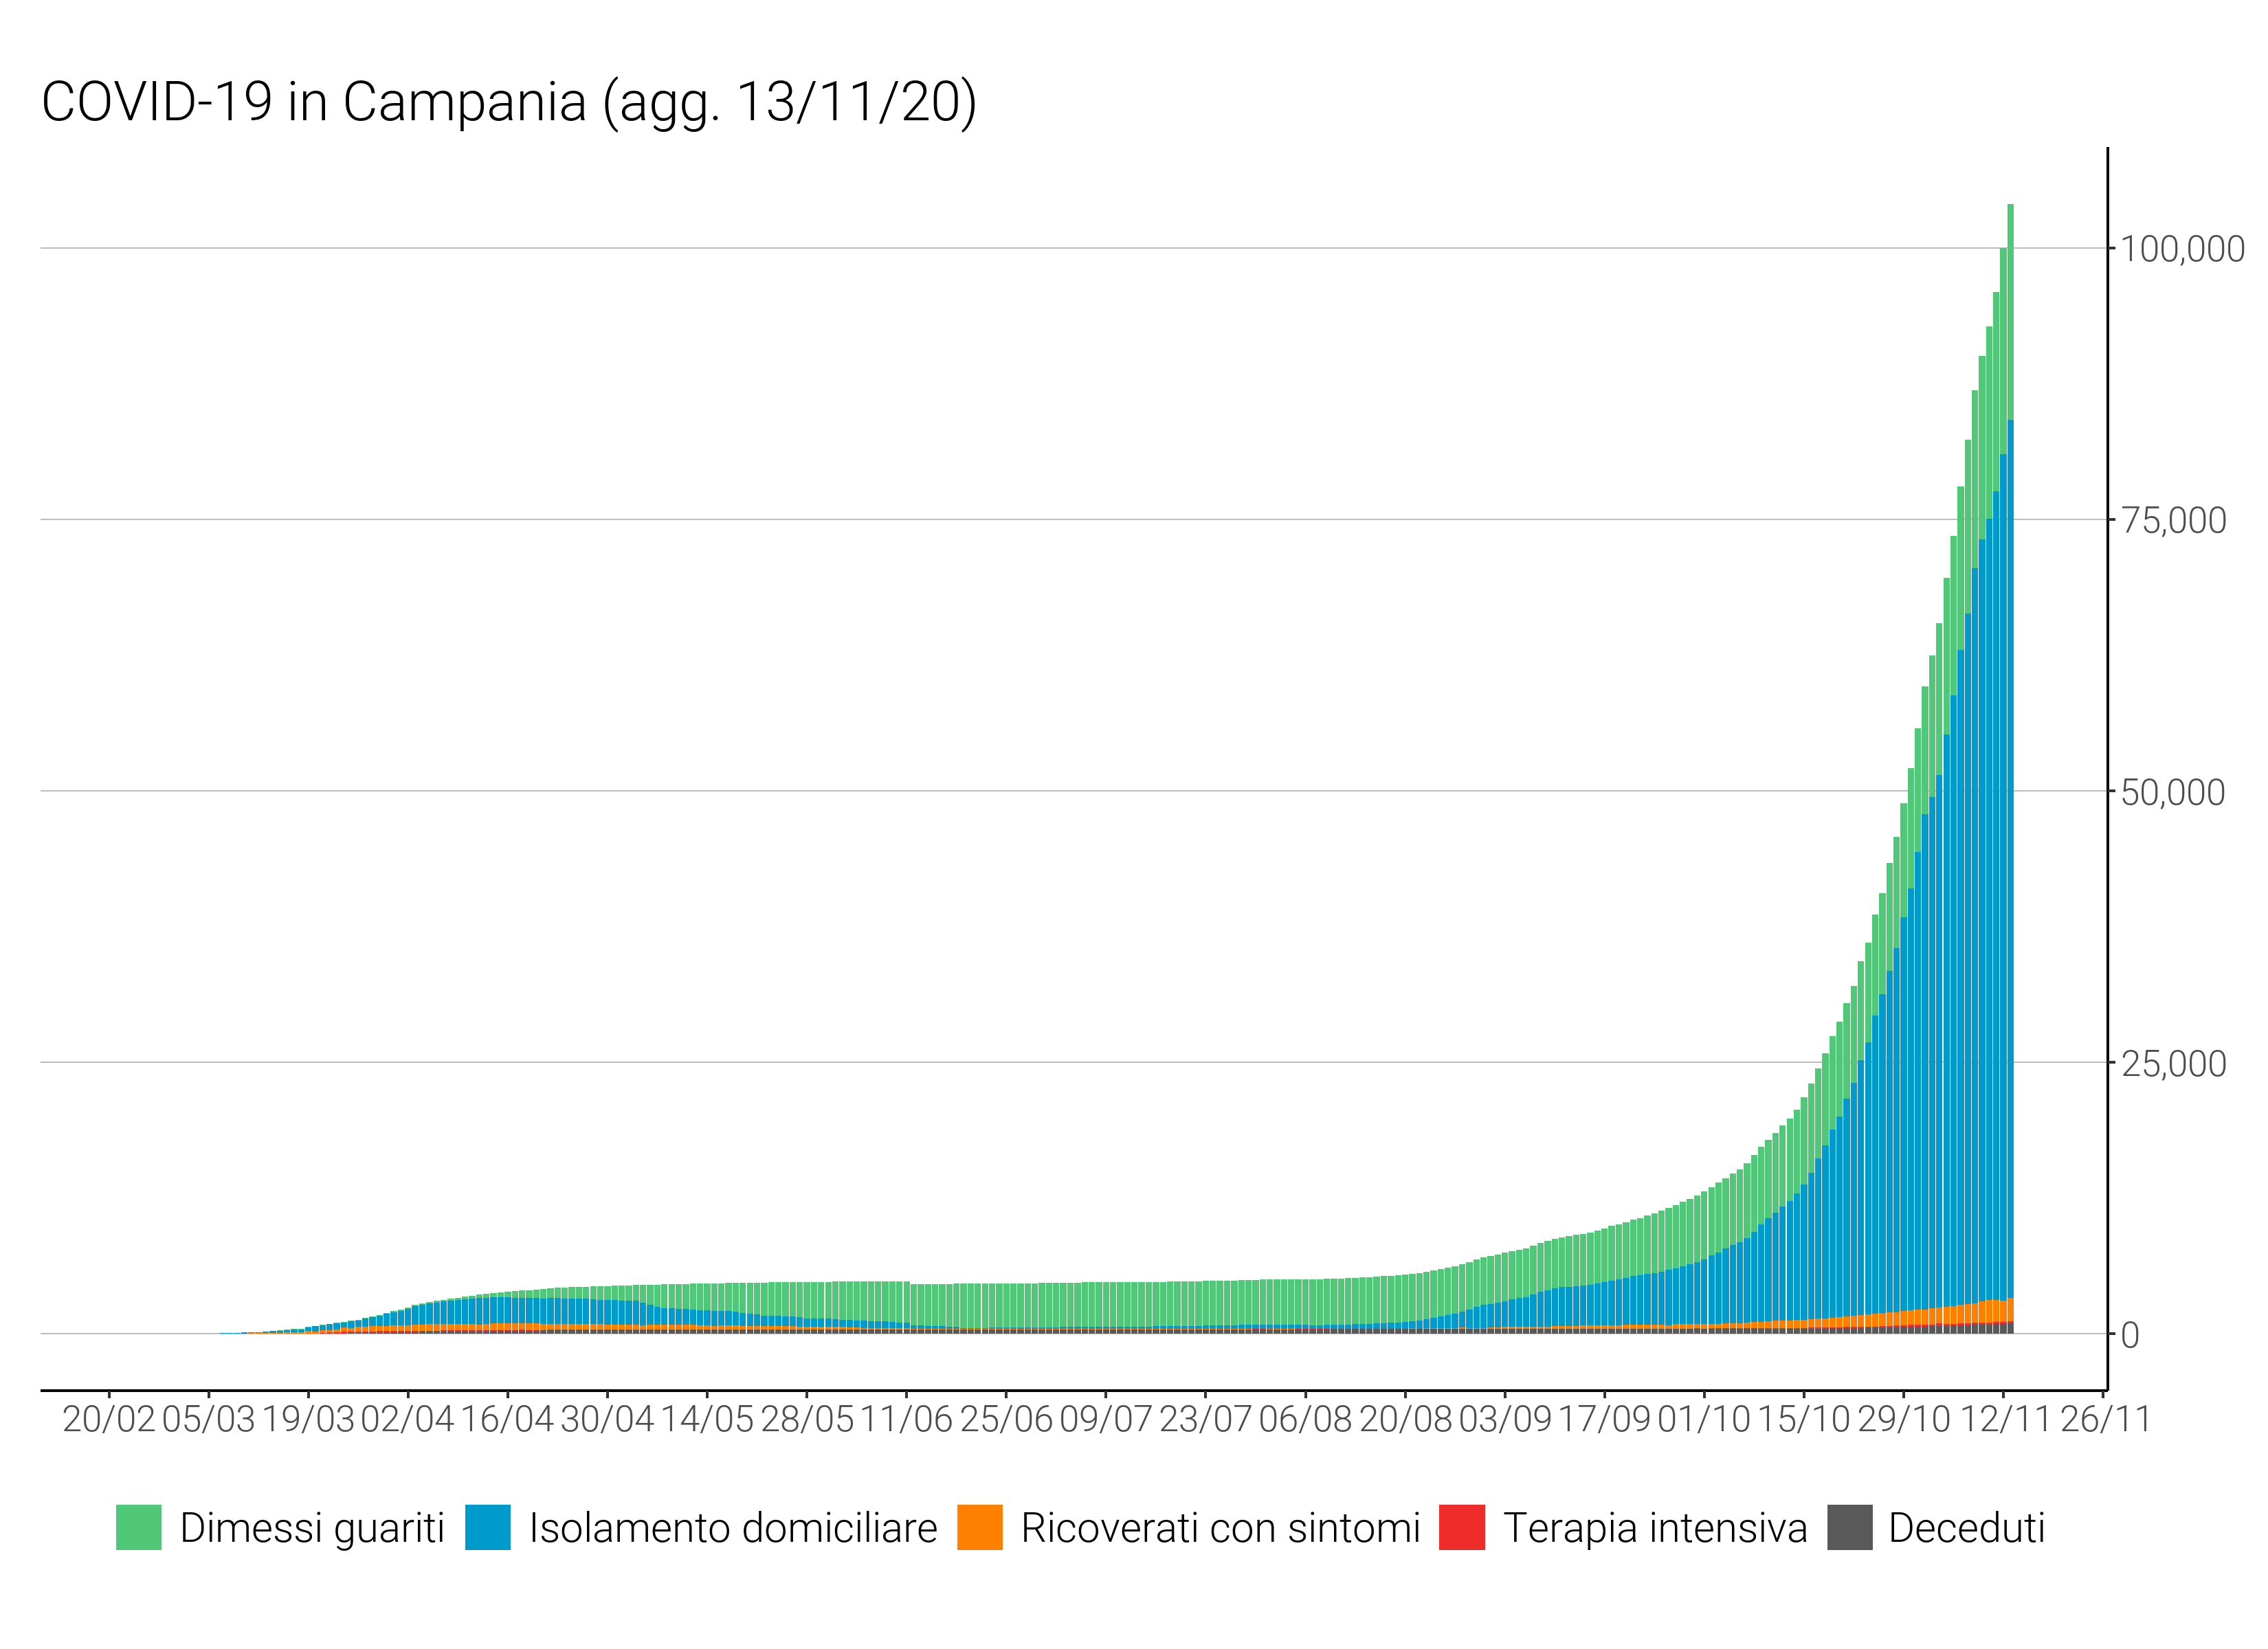 COVID-19 in Campania (agg. 13/11/20)
100,000
75,000
50,000
25,000
0
20/02 05/03 19/03 02/04 16/04 30/04 14/05 28/05 11/06 25/06 09/07 23/07 06/08 20/08 03/09 17/09 01/10 15/10 29/10 12/11 26/11
Dimessi guariti Isolamento domiciliare Ricoverati con sintomi Terapia intensiva Deceduti